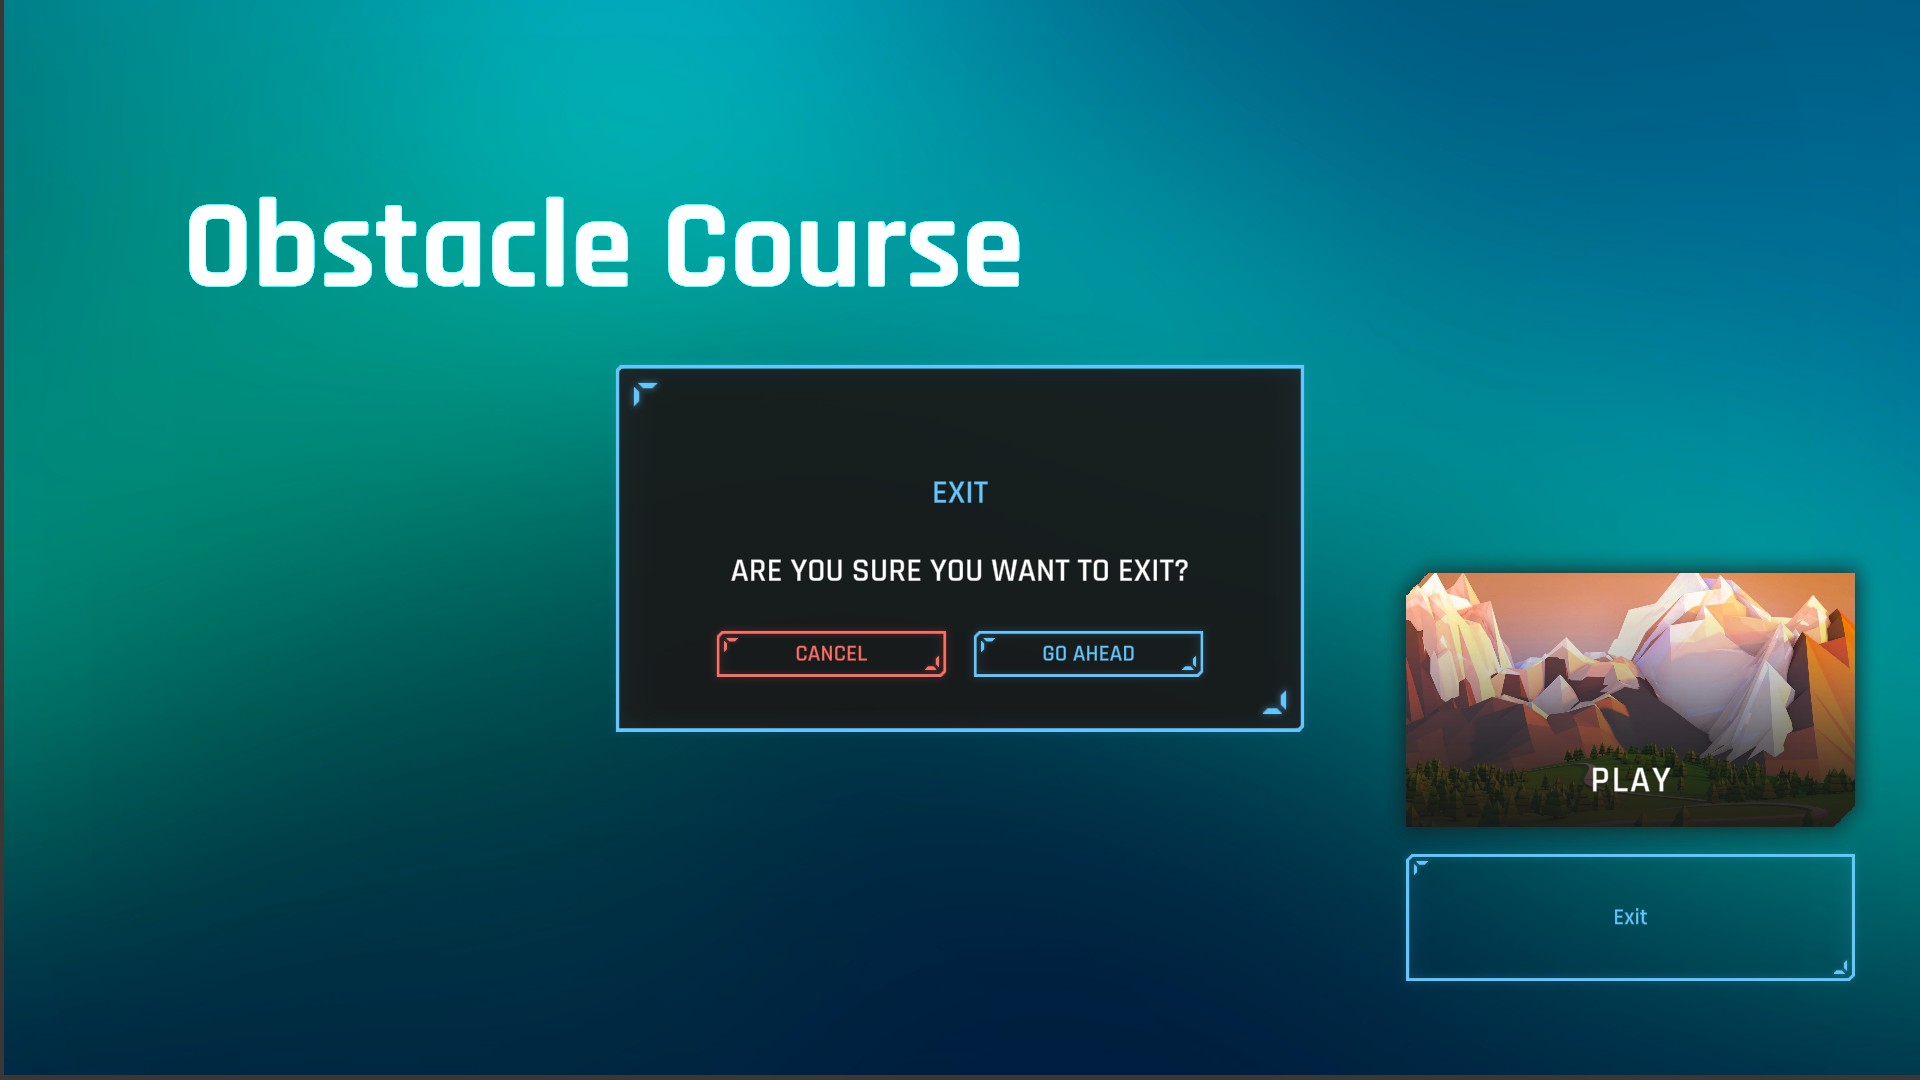 Obstacle Course
EXIT
ARE YOU SURE YOU WANT TO EXIT?
CANCEL
GO AHEAD
PLAY
Exit